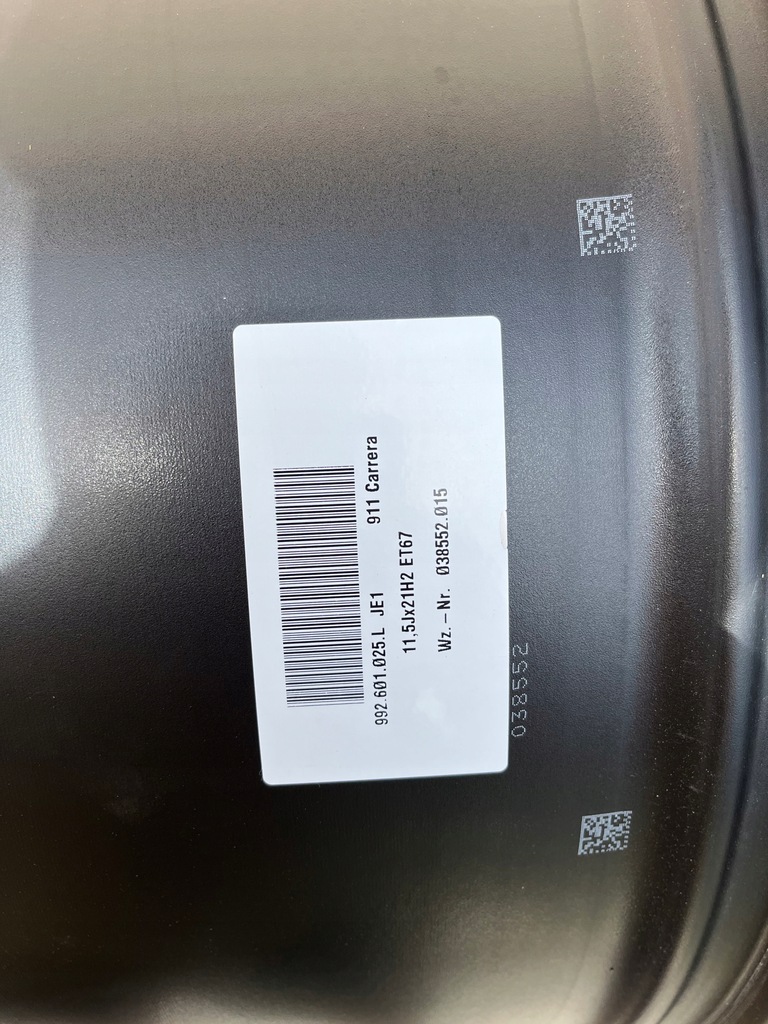 992.601.025.L JE1 911 Carrera
11,5Jx21H2 ET67
Wz.-Nr. 038552.015
038552